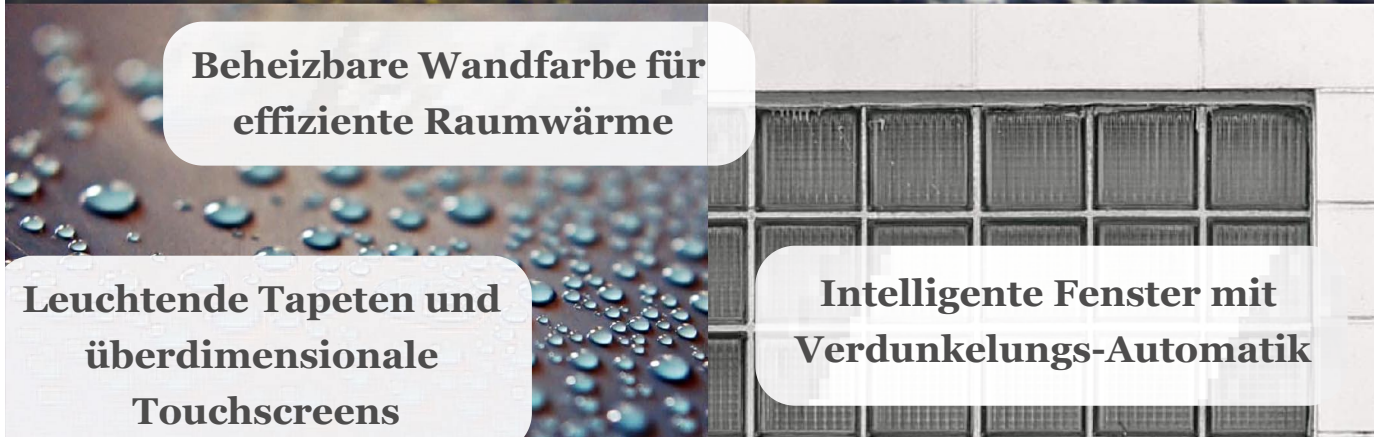 Beheizbare Wandfarbe für
effiziente Raumwärme
Leuchtende Tapeten und
überdimensionale
Touchscreens
Intelligente Fenster mit
Verdunkelungs-Automatik